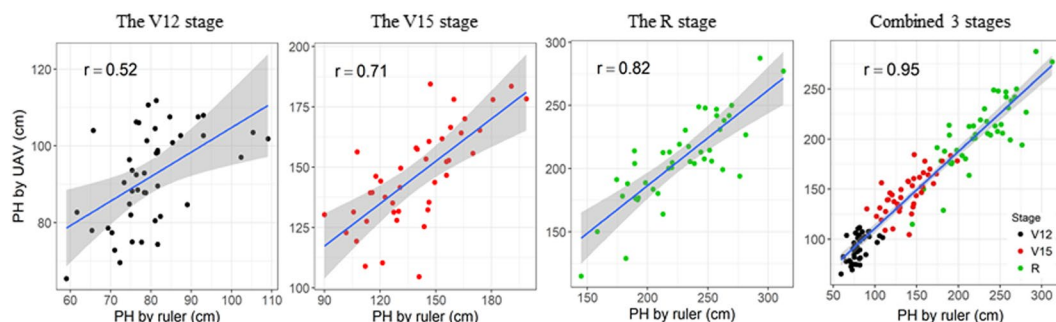 The V12 stage
The V15 stage
The R stage
Combined 3 stages
PH by UAV (cm)
r = 0.52
120
100
80
60 70 80 90 100 110
PH by ruler (cm)
r = 0.71
200
175
150
125
100
90 120 150 180
PH by ruler (cm)
r = 0.82
300
250
200
150
150 200 250 300
PH by ruler (cm)
r = 0.95
300
250
200
150
100
50 100 150 200 250 300
PH by ruler (cm)
Stage
V12
V15
R